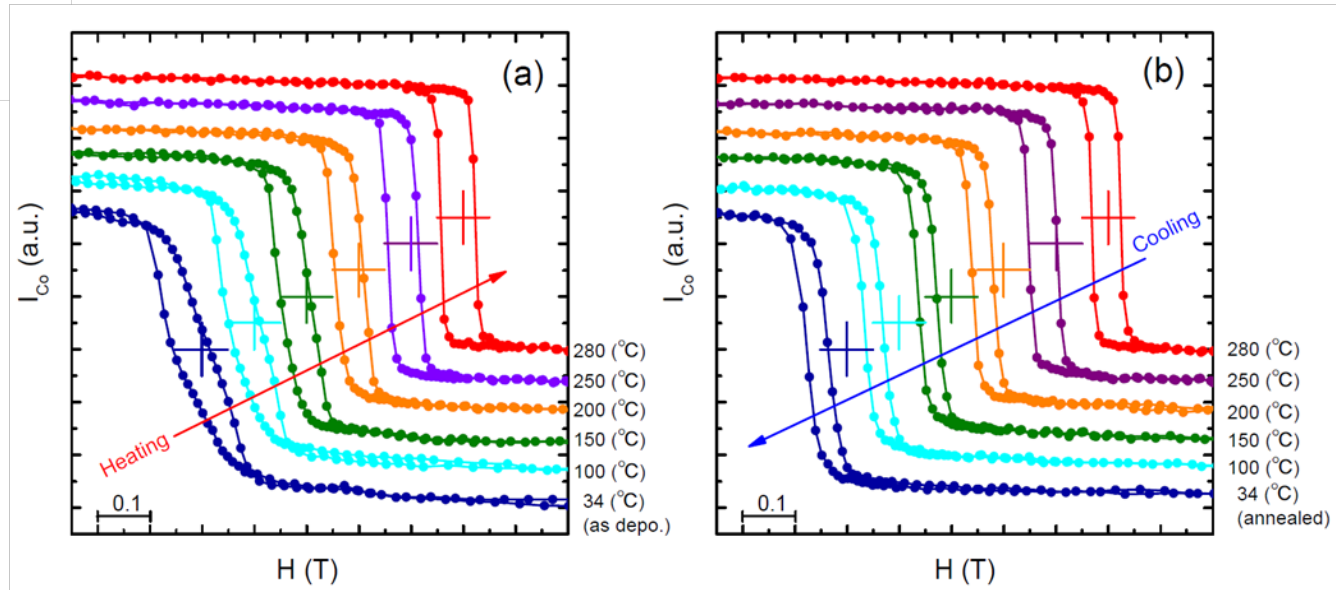 (a)
I_Co (a.u.)
Heating
280 (°C)
250 (°C)
200 (°C)
150 (°C)
100 (°C)
34 (°C)
(as depo.)
0.1
H (T)
(b)
I_Co (a.u.)
Cooling
280 (°C)
250 (°C)
200 (°C)
150 (°C)
100 (°C)
34 (°C)
(annealed)
0.1
H (T)